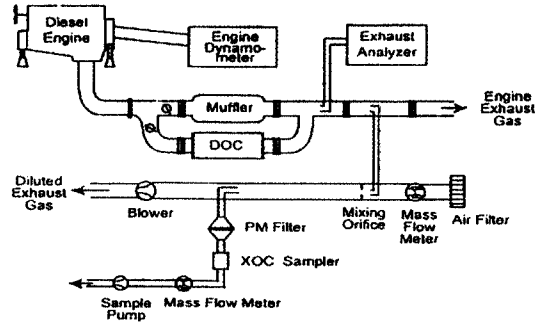 Diesel
Engine
Engine
Dynamo-
meter
Exhaust
Analyzer
Muffler
Engine
Exhaust
Gas
DOC
Diluted
Exhaust
Gas
Blower
Mixing
Orifice
Mass
Flow
Meter
Air Filter
PM Filter
XOC Sampler
Sample
Pump
Mass Flow Meter